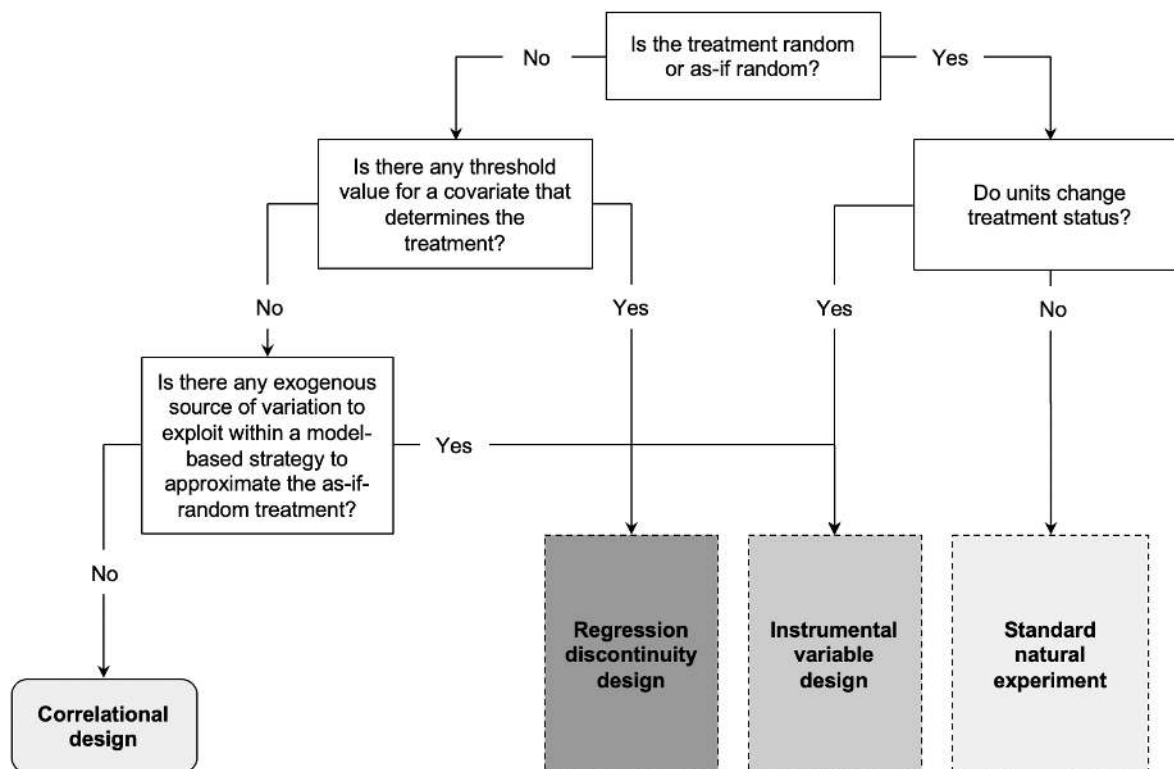 Is the treatment random
or as-if random?
No
Yes
Is there any threshold
value for a covariate that
determines the
treatment?
Do units change
treatment status?
No
Yes
Yes
No
Is there any exogenous
source of variation to
exploit within a model-
based strategy to
approximate the as-if-
random treatment?
Yes
No
Regression
discontinuity
design
Instrumental
variable
design
Standard
natural
experiment
Correlational
design